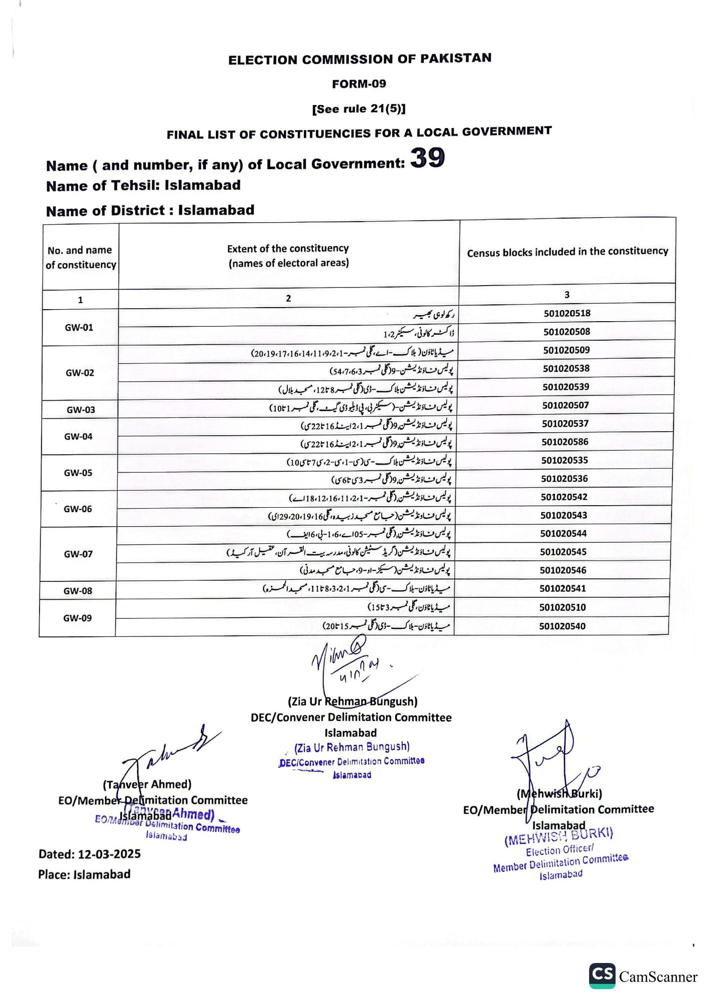 ELECTION COMMISSION OF PAKISTAN
FORM-09
[See rule 21(5)]
FINAL LIST OF CONSTITUENCIES FOR A LOCAL GOVERNMENT
Name ( and number, if any) of Local Government: 39
Name of Tehsil: Islamabad
Name of District : Islamabad
No. and name of constituency
Extent of the constituency (names of electoral areas)
Census blocks included in the constituency
1 2 3
GW-01 رکھ لوہی بھیر 501020518
ڈاکٹر کالونی، سیکٹر 1،2 501020508
GW-02 میڈیا ٹاؤن( بلاک-اے، گلی نمبر-1،2،9،11،14،16،17،19،20) 501020509
پولیس فاؤنڈیشن-9(گلی نمبر 3،6،7،54) 501020538
پولیس فاؤنڈیشن بلاک-ڈی(گلی نمبر 8 تا 12، مسجد بلال) 501020539
GW-03 پولیس فاؤنڈیشن-(سیکٹر بی، پی ڈبلیو ڈی گیٹ، گلی نمبر 1 تا 10) 501020507
GW-04 پولیس فاؤنڈیشن,9(گلی نمبر 1،2 اینڈ 16 تا 22 سی) 501020537
پولیس فاؤنڈیشن,9(گلی نمبر 1،2 اینڈ 16 تا 22 سی) 501020586
GW-05 پولیس فاؤنڈیشن بلاک-سی(سی-1، سی-2، سی 7 تا سی 10) 501020535
پولیس فاؤنڈیشن,9(گلی نمبر 3 سی تا 6 سی) 501020536
GW-06 پولیس فاؤنڈیشن,(گلی نمبر-1،2،11،16،12،18 اے) 501020542
پولیس فاونڈیشن(جامع مسجد زبیدہ، گلی 16،19،20،29 ای) 501020543
GW-07 پولیس فاؤنڈیشن,(گلی نمبر-05 اے،6،1-بی،6 ایف) 501020544
پولیس فاؤنڈیشن(گریڈ سٹیشن کالونی، مدرسہ بیت القرآن، عقیل آرکیڈ) 501020545
پولیس فاؤنڈیشن(سیکڑ-او-9، جامع مسجد مدنی) 501020546
GW-08 میڈیا ٹاؤن-بلاک-سی(گلی نمبر 1،2،3،8 تا 11، مسجد الحمزہ) 501020541
GW-09 میڈیا ٹاؤن، گلی نمبر 3 تا 15) 501020510
میڈیا ٹاؤن-بلاک-ڈی(گلی نمبر 15 تا 20) 501020540
(Zia Ur Rehman Bungush)
DEC/Convener Delimitation Committee
Islamabad
(Zia Ur Rehman Bungush)
DEC/Convener Delimitation Committee
Islamabad
(Tanveer Ahmed)
EO/Member Delimitation Committee
Islamabad
(Tanveer Ahmed)
EO/Member Delimitation Committee
Islamabad
(Mehwish Burki)
EO/Member Delimitation Committee
Islamabad
(MEHWISH BURKI)
Election Officer/
Member Delimitation Committee
Islamabad
Dated: 12-03-2025
Place: Islamabad
CS CamScanner